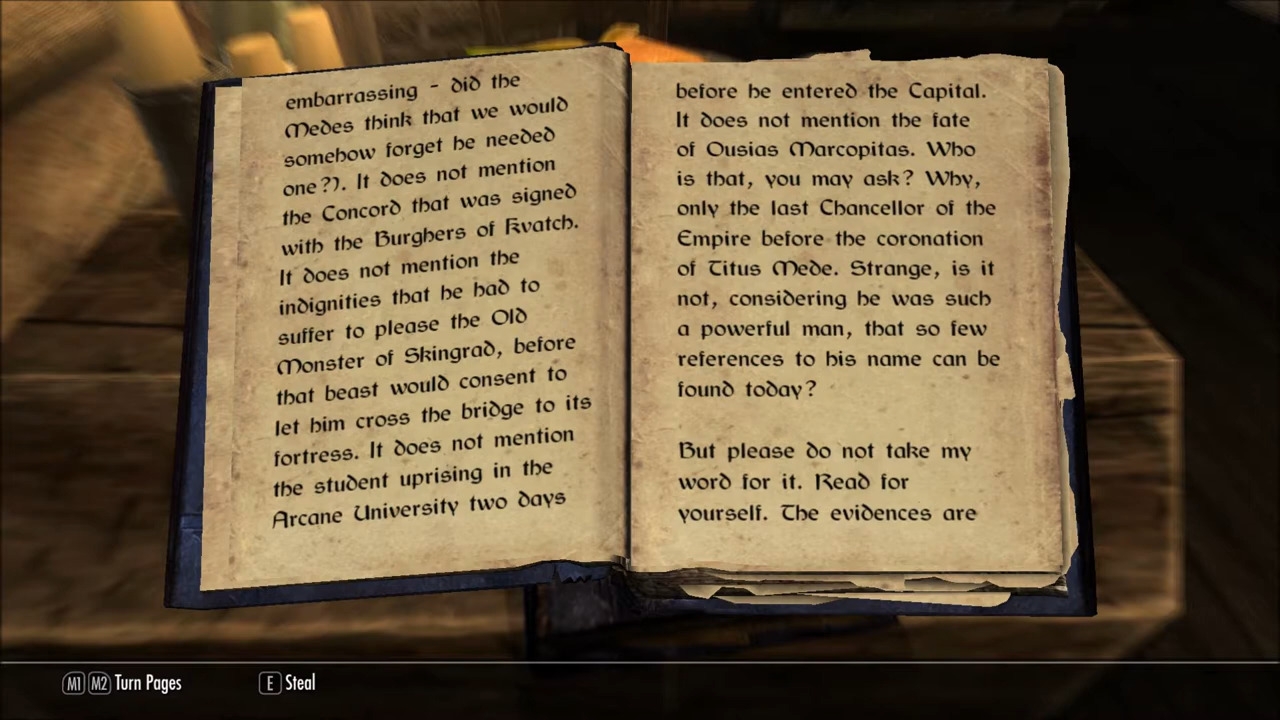 embarrassing - did the
Medes think that we would
somehow forget he needed
one?). It does not mention
the Concord that was signed
with the Burghers of Kvatch.
It does not mention the
indignities that he had to
suffer to please the Old
Monster of Skingrad, before
that beast would consent to
let him cross the bridge to its
fortress. It does not mention
the student uprising in the
Arcane University two days
before he entered the Capital.
It does not mention the fate
of Ousias Marcopitas. Who
is that, you may ask? Why,
only the last Chancellor of the
Empire before the coronation
of Titus Mede. Strange, is it
not, considering he was such
a powerful man, that so few
references to his name can be
found today?
But please do not take my
word for it. Read for
yourself. The evidences are
M1 M2 Turn Pages
E Steal